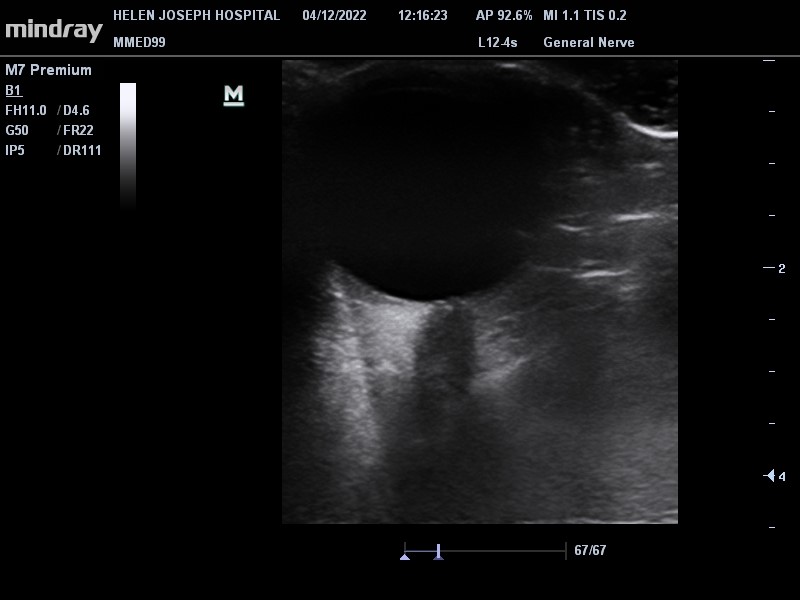 mindray HELEN JOSEPH HOSPITAL 04/12/2022 12:16:23 AP 92.6% MI 1.1 TIS 0.2
MMED99 L12-4s General Nerve
M7 Premium
B1
FH11.0 / D4.6
G50 / FR22
IP5 / DR111
M
2
4
67/67